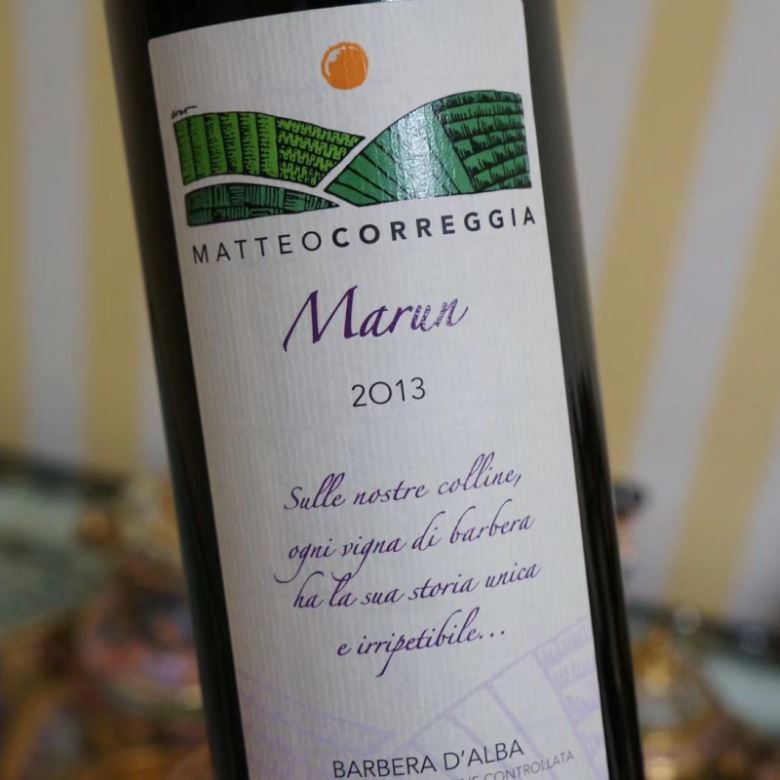 MATTEOCORREGGIA
Marun
2013
Sulle nostre colline,
ogni vigna di barbera
ha la sua storia unica
e irripetibile...
BARBERA D'ALBA
CONTROLLATA